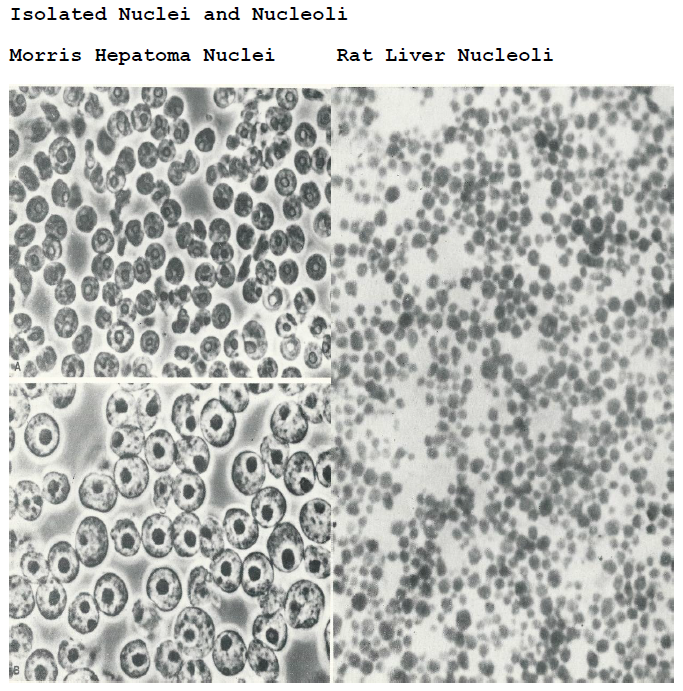 Isolated Nuclei and Nucleoli
Morris Hepatoma Nuclei Rat Liver Nucleoli
A
B